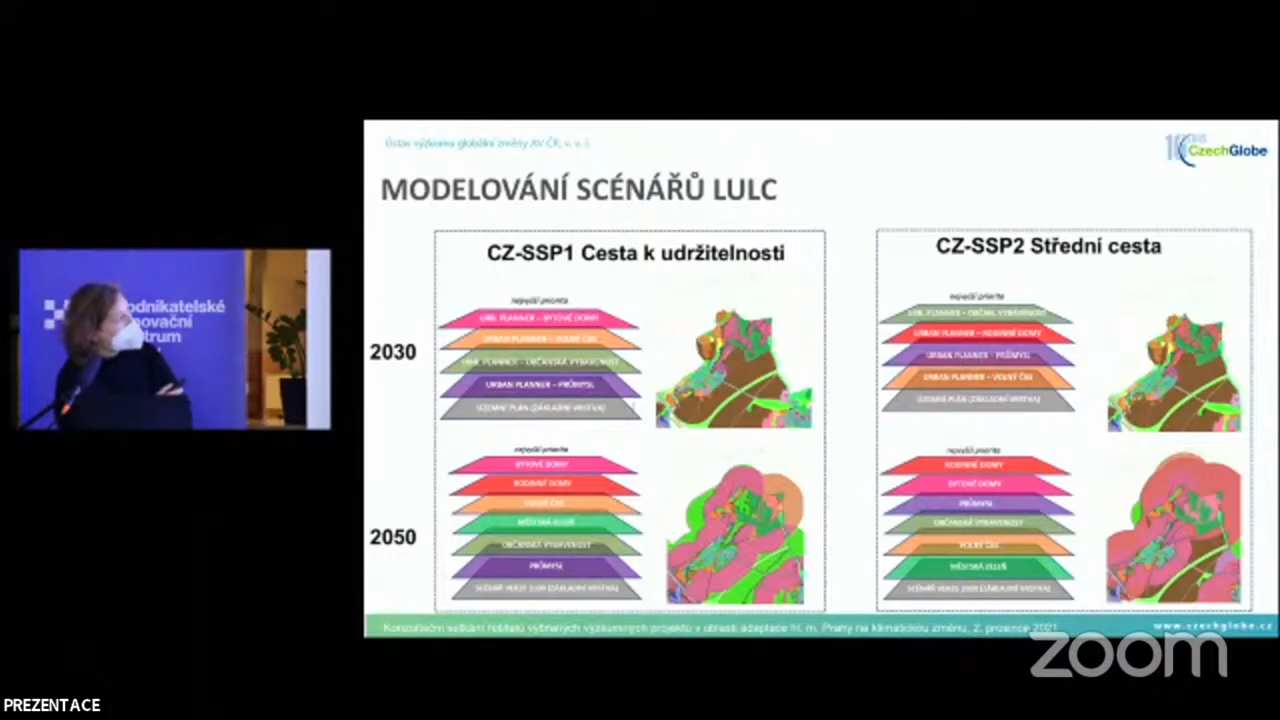 odnikatelské
novační
trum
Ústav výzkumu globální změny AV ČR, v. v. i.
CzechGlobe
MODELOVÁNÍ SCÉNÁŘŮ LULC
CZ-SSP1 Cesta k udržitelnosti
2030
nejvyšší priorita
URB. PLANNER – BYTOVÉ DOMY
URBAN PLANNER – VOLNÝ ČAS
URB. PLANNER – OBČANSKÁ VYBAVENOST
URBAN PLANNER – PRŮMYSL
ÚZEMNÍ PLÁN (ZÁKLADNÍ VRSTVA)
2050
nejvyšší priorita
BYTOVÉ DOMY
RODINNÉ DOMY
VOLNÝ ČAS
MĚSTSKÁ ZELEŇ
OBČANSKÁ VYBAVENOST
PRŮMYSL
SCÉNÁŘ VERZE 2030 (ZÁKLADNÍ VRSTVA)
CZ-SSP2 Střední cesta
nejvyšší priorita
URB. PLANNER – OBČAN. VYBAVENOST
URBAN PLANNER – RODINNÉ DOMY
URBAN PLANNER – PRŮMYSL
URBAN PLANNER – VOLNÝ ČAS
ÚZEMNÍ PLÁN (ZÁKLADNÍ VRSTVA)
nejvyšší priorita
RODINNÉ DOMY
BYTOVÉ DOMY
PRŮMYSL
OBČANSKÁ VYBAVENOST
VOLNÝ ČAS
MĚSTSKÁ ZELEŇ
SCÉNÁŘ VERZE 2030 (ZÁKLADNÍ VRSTVA)
Konzultační setkání řešitelů vybraných výzkumných projektů v oblasti adaptace hl. m. Prahy na klimatickou změnu, 2. prosince 2021
www.czechglobe.cz
zoom
PREZENTACE